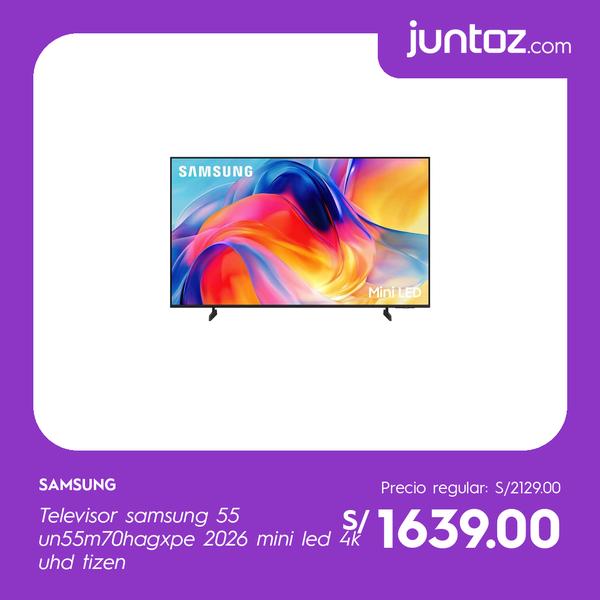 juntoz.com
SAMSUNG
Mini LED
SAMSUNG
Precio regular: S/2129.00
Televisor samsung 55
un55m70hagxpe 2026 mini led 4k
uhd tizen
S/ 1639.00